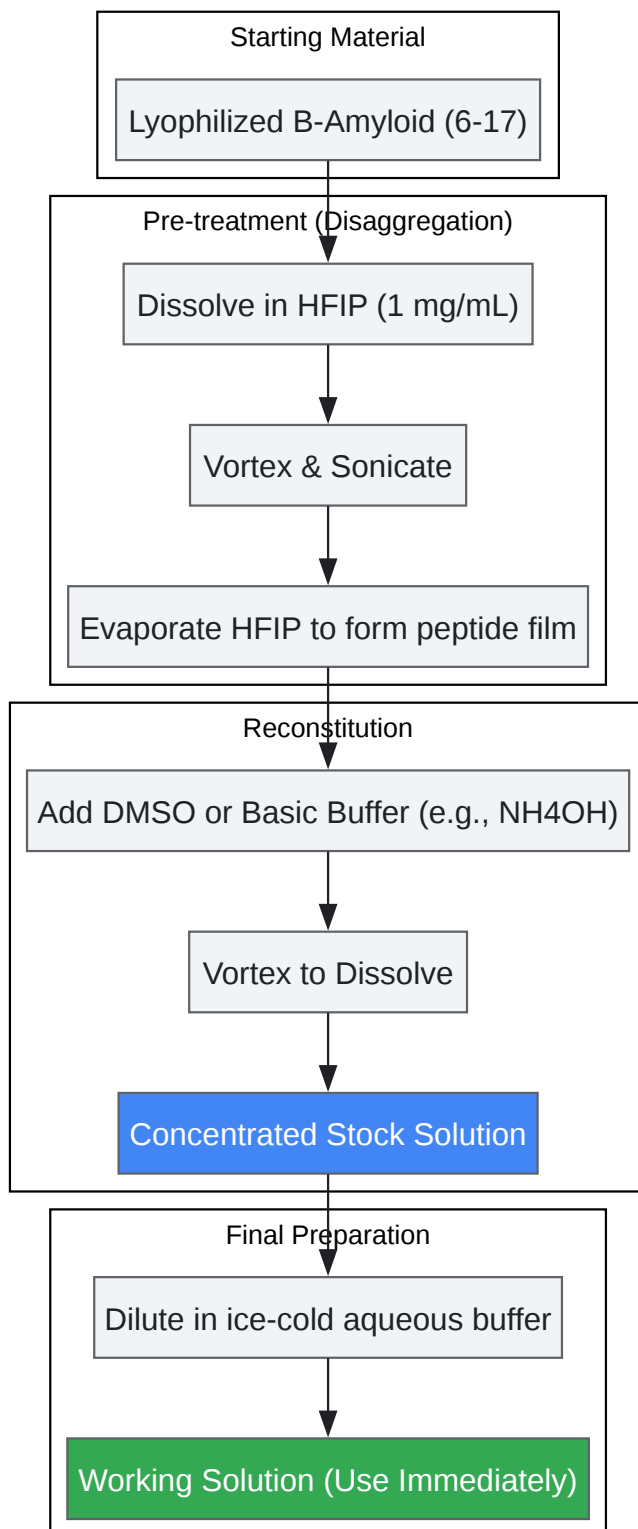 Starting Material
Lyophilized B-Amyloid (6-17)
Pre-treatment (Disaggregation)
Dissolve in HFIP (1 mg/mL)
Vortex & Sonicate
Evaporate HFIP to form peptide film
Reconstitution
Add DMSO or Basic Buffer (e.g., NH4OH)
Vortex to Dissolve
Concentrated Stock Solution
Final Preparation
Dilute in ice-cold aqueous buffer
Working Solution (Use Immediately)